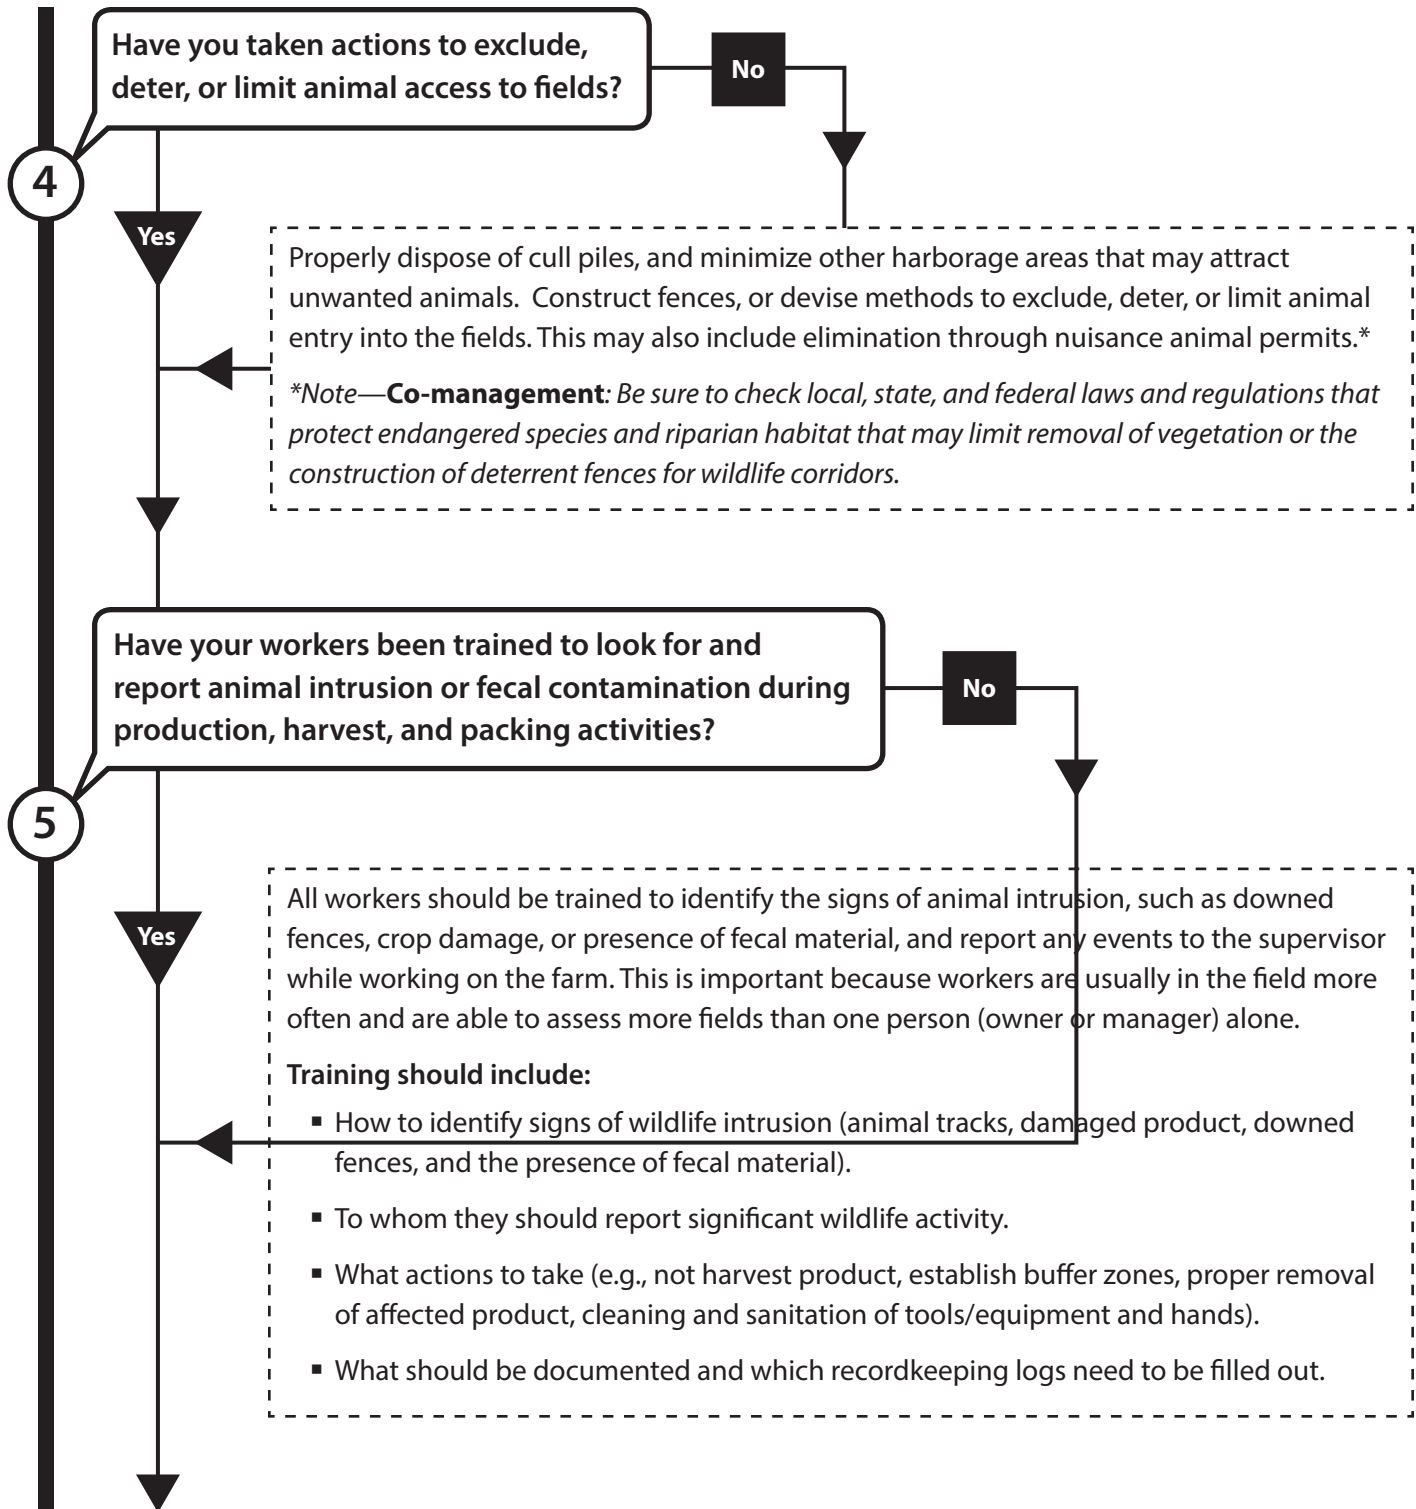 Have you taken actions to exclude,
deter, or limit animal access to fields?
No
4
Yes
Properly dispose of cull piles, and minimize other harborage areas that may attract
unwanted animals.  Construct fences, or devise methods to exclude, deter, or limit animal
entry into the fields. This may also include elimination through nuisance animal permits.*
*Note—Co-management: Be sure to check local, state, and federal laws and regulations that
protect endangered species and riparian habitat that may limit removal of vegetation or the
construction of deterrent fences for wildlife corridors.
Have your workers been trained to look for and
report animal intrusion or fecal contamination during
production, harvest, and packing activities?
No
5
Yes
All workers should be trained to identify the signs of animal intrusion, such as downed
fences, crop damage, or presence of fecal material, and report any events to the supervisor
while working on the farm. This is important because workers are usually in the field more
often and are able to assess more fields than one person (owner or manager) alone.
Training should include:
▪ How to identify signs of wildlife intrusion (animal tracks, damaged product, downed
fences, and the presence of fecal material).
▪ To whom they should report significant wildlife activity.
▪ What actions to take (e.g., not harvest product, establish buffer zones, proper removal
of affected product, cleaning and sanitation of tools/equipment and hands).
▪ What should be documented and which recordkeeping logs need to be filled out.